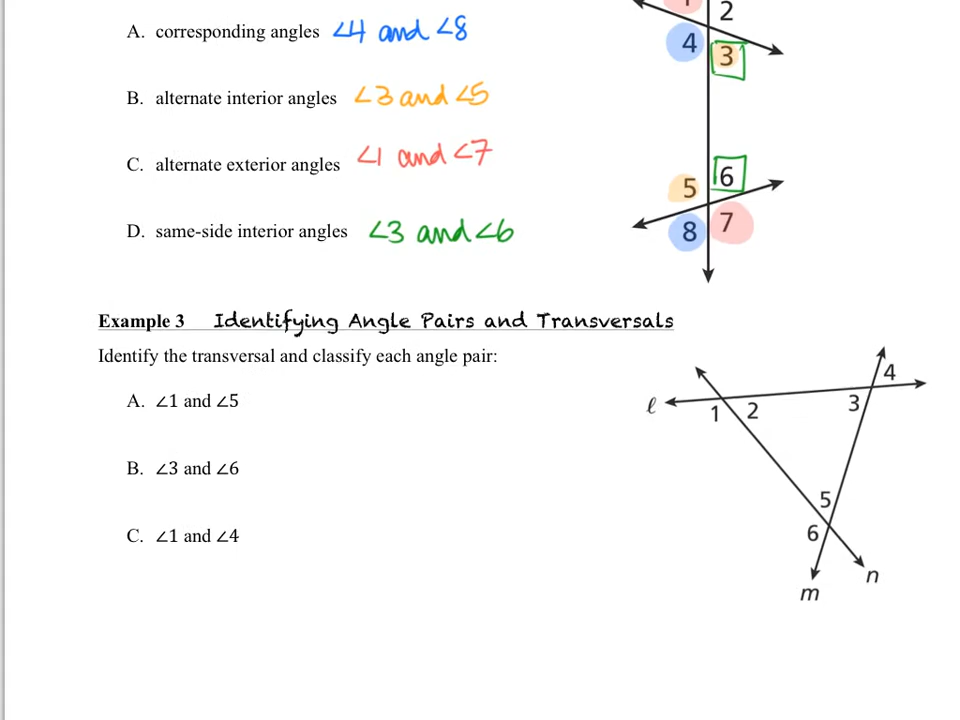 1
2
A. corresponding angles ∠4 and ∠8
4
3
B. alternate interior angles ∠3 and ∠5
C. alternate exterior angles ∠1 and ∠7
5
6
D. same-side interior angles ∠3 and ∠6
8
7
Example 3 Identifying Angle Pairs and Transversals
Identify the transversal and classify each angle pair:
A. ∠1 and ∠5
B. ∠3 and ∠6
C. ∠1 and ∠4
4
ℓ
1
2
3
5
6
n
m